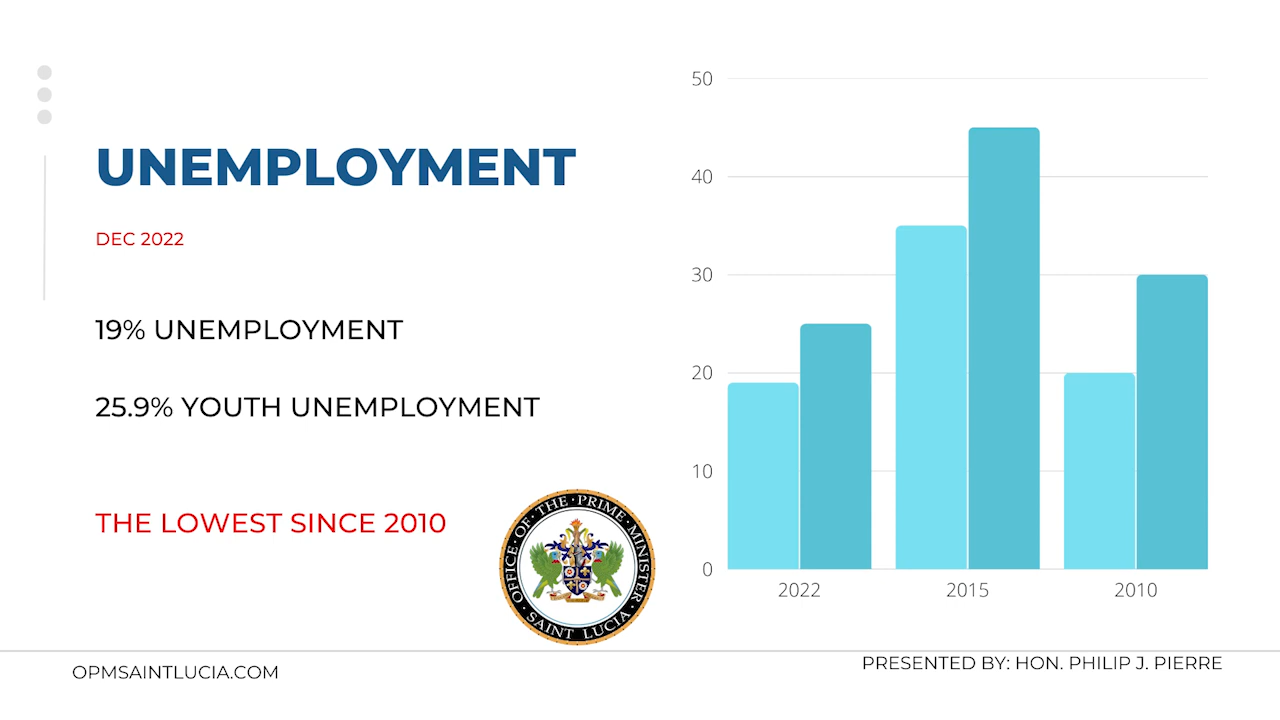 UNEMPLOYMENT
DEC 2022
19% UNEMPLOYMENT
25.9% YOUTH UNEMPLOYMENT
THE LOWEST SINCE 2010
OFFICE·OF·THE·PRIME·MINISTER
·SAINT LUCIA·
50
40
30
20
10
0
2022 2015 2010
OPMSAINTLUCIA.COM
PRESENTED BY: HON. PHILIP J. PIERRE